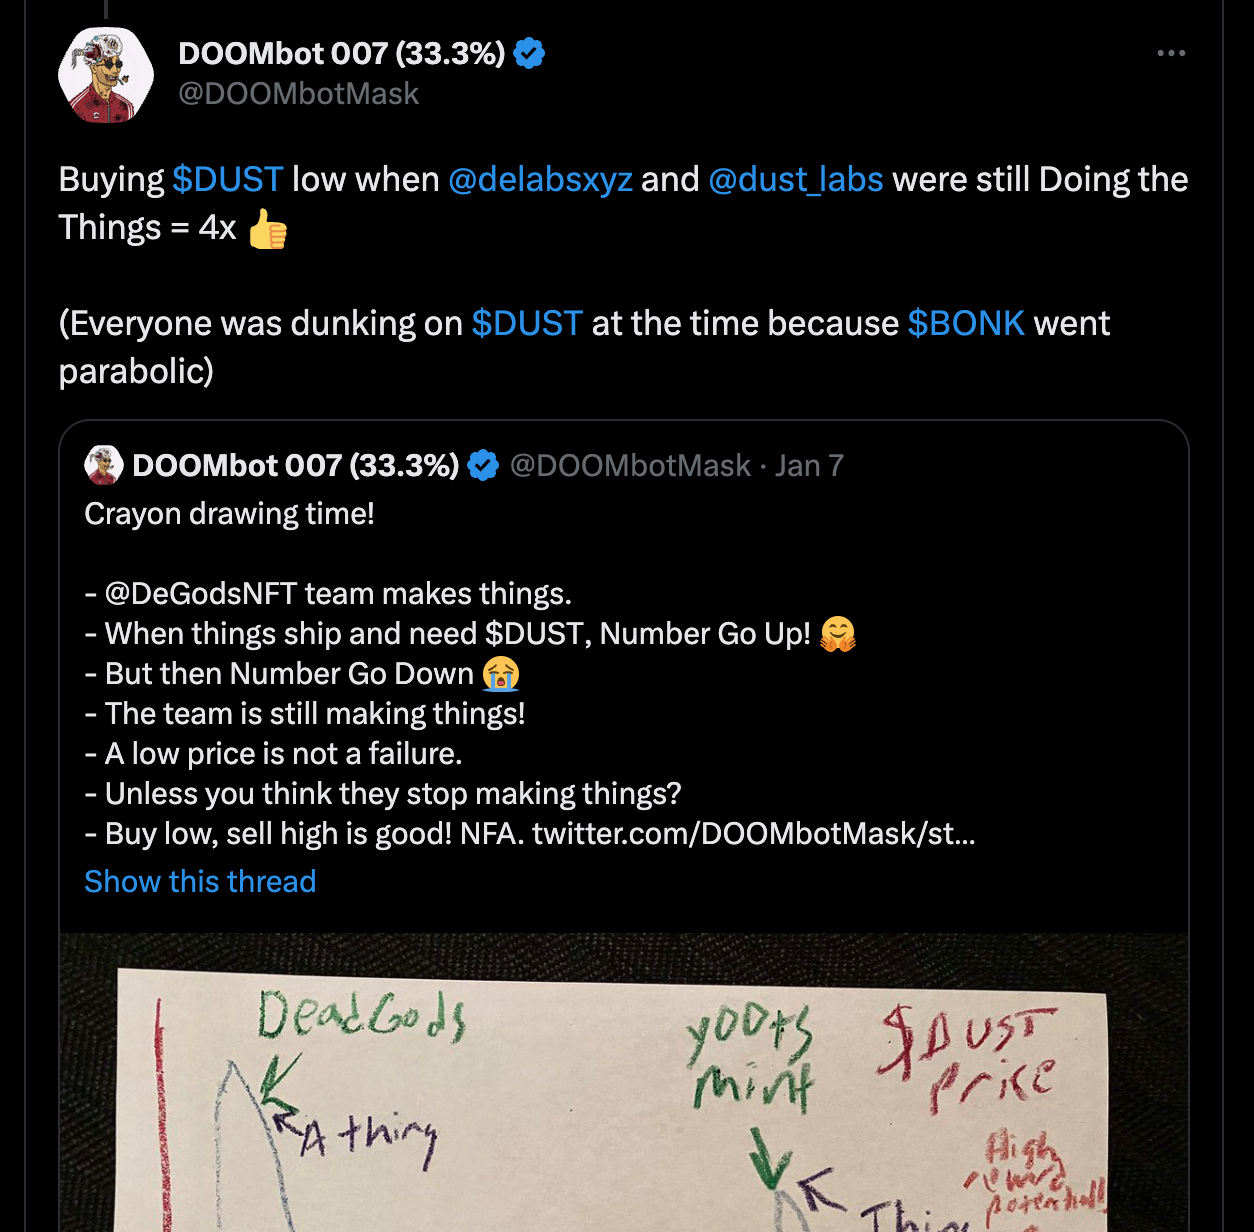 DOOMbot 007 (33.3%)
@DOOMbotMask
Buying $DUST low when @delabsxyz and @dust_labs were still Doing the
Things = 4x 👍
(Everyone was dunking on $DUST at the time because $BONK went
parabolic)
DOOMbot 007 (33.3%) @DOOMbotMask · Jan 7
Crayon drawing time!
- @DeGodsNFT team makes things.
- When things ship and need $DUST, Number Go Up! 🤗
- But then Number Go Down 😭
- The team is still making things!
- A low price is not a failure.
- Unless you think they stop making things?
- Buy low, sell high is good! NFA. twitter.com/DOOMbotMask/st...
Show this thread
DeadGods
A thing
y00ts
mint
$DUST
price
High
reward
potential!
Thing